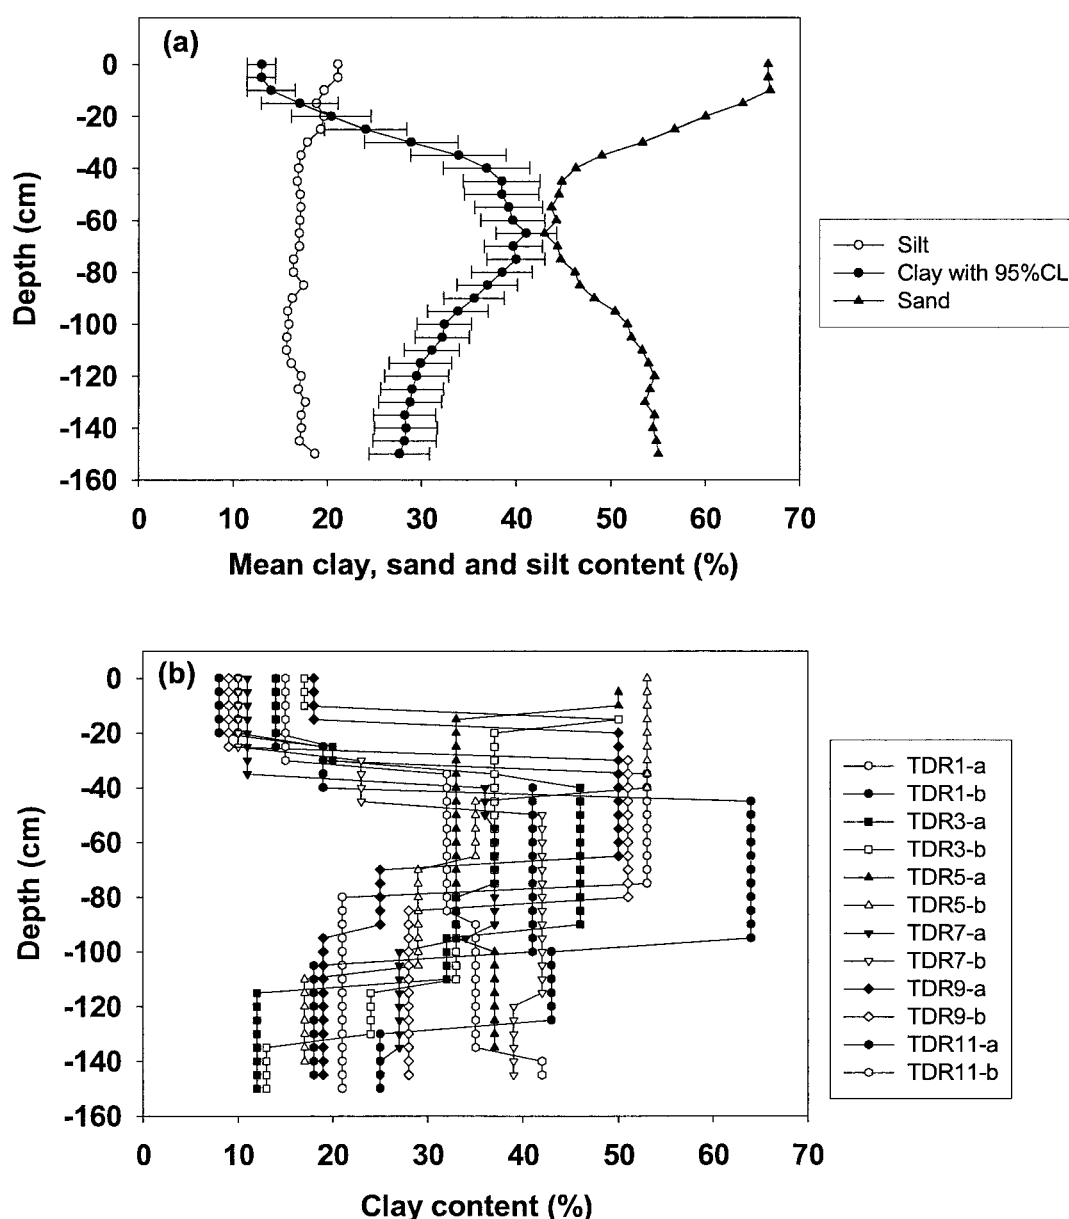 (a)
0
-20
-40
-60
-80
-100
-120
-140
-160
Depth (cm)
0 10 20 30 40 50 60 70
Mean clay, sand and silt content (%)
Silt
Clay with 95%CL
Sand
(b)
0
-20
-40
-60
-80
-100
-120
-140
-160
Depth (cm)
0 10 20 30 40 50 60 70
Clay content (%)
TDR1-a
TDR1-b
TDR3-a
TDR3-b
TDR5-a
TDR5-b
TDR7-a
TDR7-b
TDR9-a
TDR9-b
TDR11-a
TDR11-b